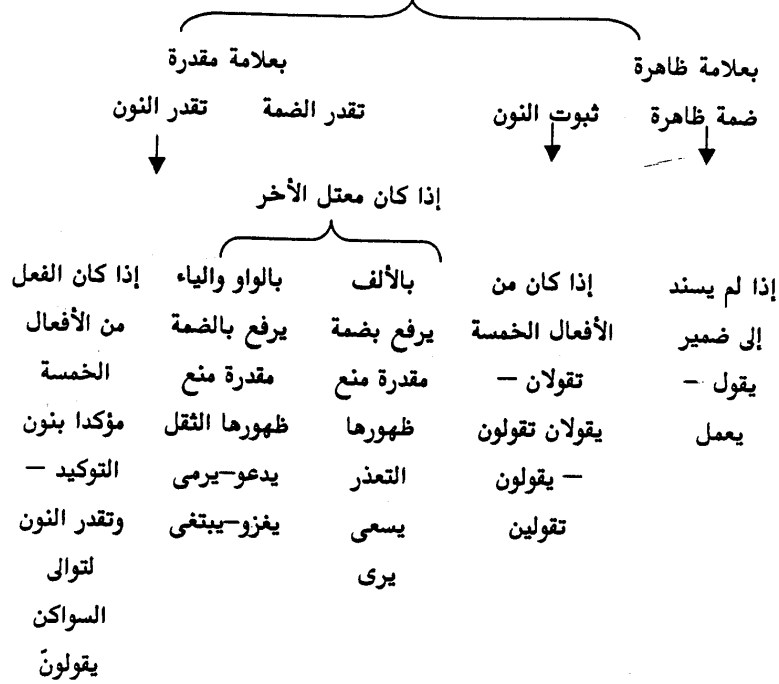 بعلامة ظاهرة
بعلامة مقدرة
ضمة ظاهرة
ثبوت النون
تقدر الضمة
تقدر النون
إذا كان معتل الأخر
إذا لم يسند
إلى ضمير
يقول -
يعمل
إذا كان من
الأفعال الخمسة
تقولان –
يقولان تقولون
– يقولون
تقولين
بالألف
يرفع بضمة
مقدرة منع
ظهورها
التعذر
يسعى
يرى
بالواو والياء
يرفع بالضمة
مقدرة منع
ظهورها الثقل
يدعو–يرمى
يغزو–يبتغى
إذا كان الفعل
من الأفعال
الخمسة
مؤكدا بنون
التوكيد –
وتقدر النون
لتوالى
السواكن
يقولونّ